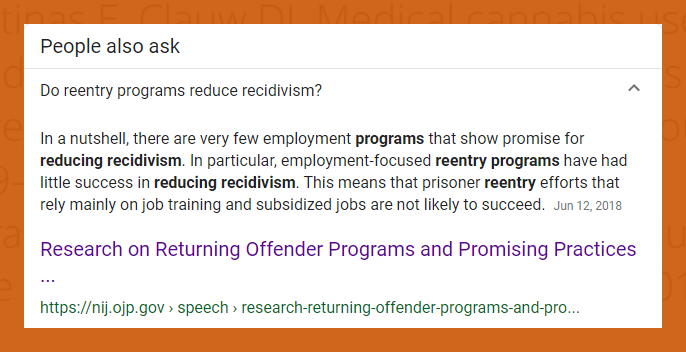 People also ask
Do reentry programs reduce recidivism?
In a nutshell, there are very few employment programs that show promise for
reducing recidivism. In particular, employment-focused reentry programs have had
little success in reducing recidivism. This means that prisoner reentry efforts that
rely mainly on job training and subsidized jobs are not likely to succeed. Jun 12, 2018
Research on Returning Offender Programs and Promising Practices
...
https://nij.ojp.gov › speech › research-returning-offender-programs-and-pro...